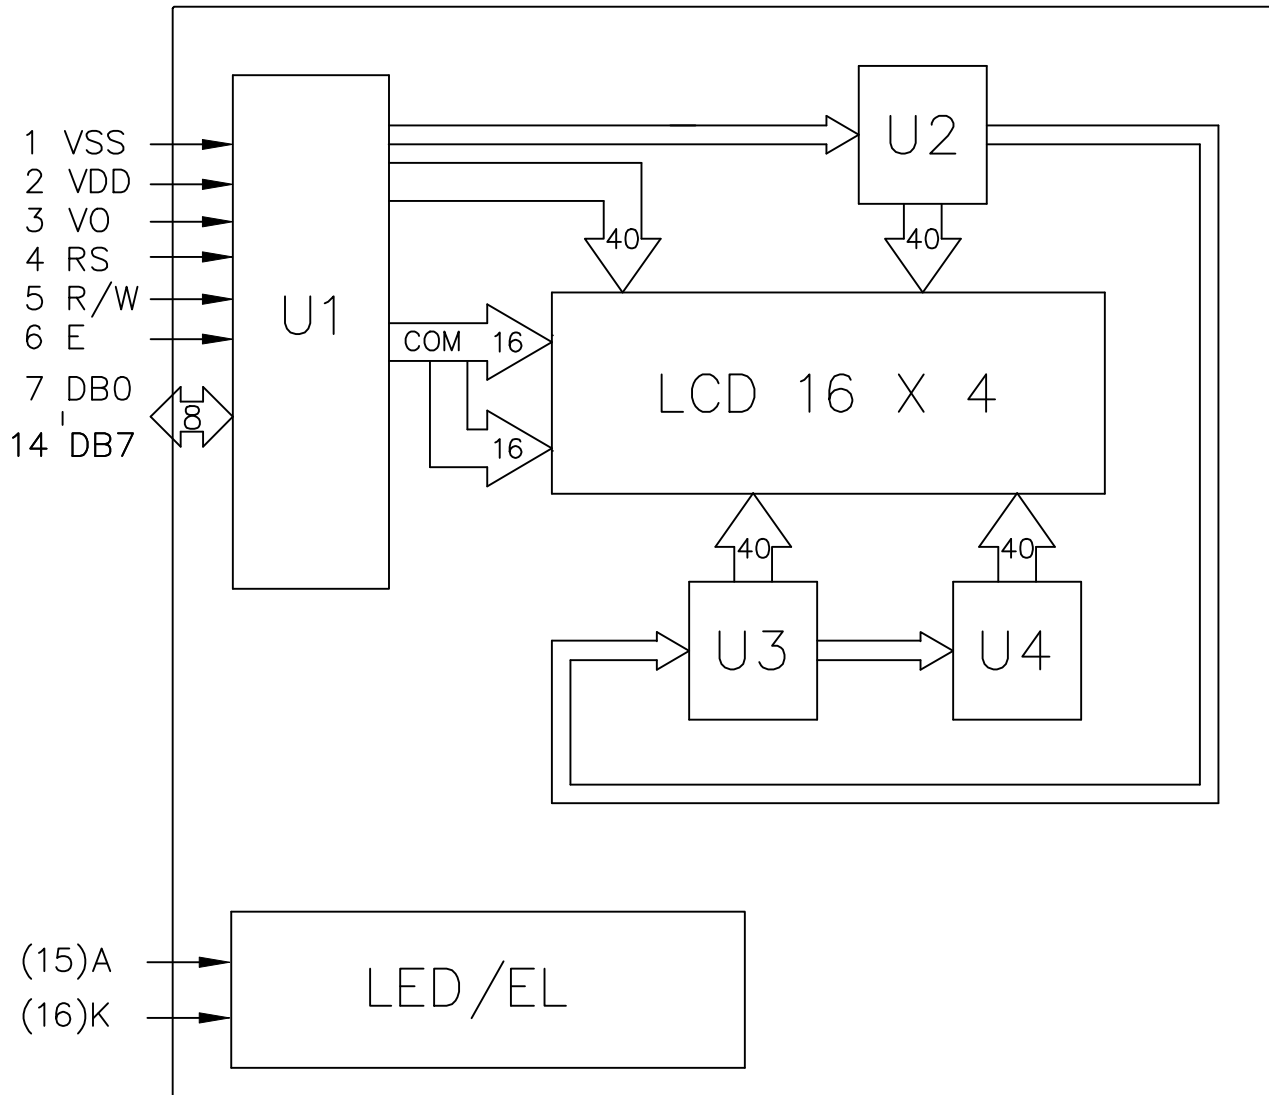 1 VSS
2 VDD
3 VO
4 RS
5 R/W
6 E
7 DB0
14 DB7
8
U1
U2
40
40
COM 16
16
LCD 16 X 4
40
40
U3
U4
(15)A
(16)K
LED/EL